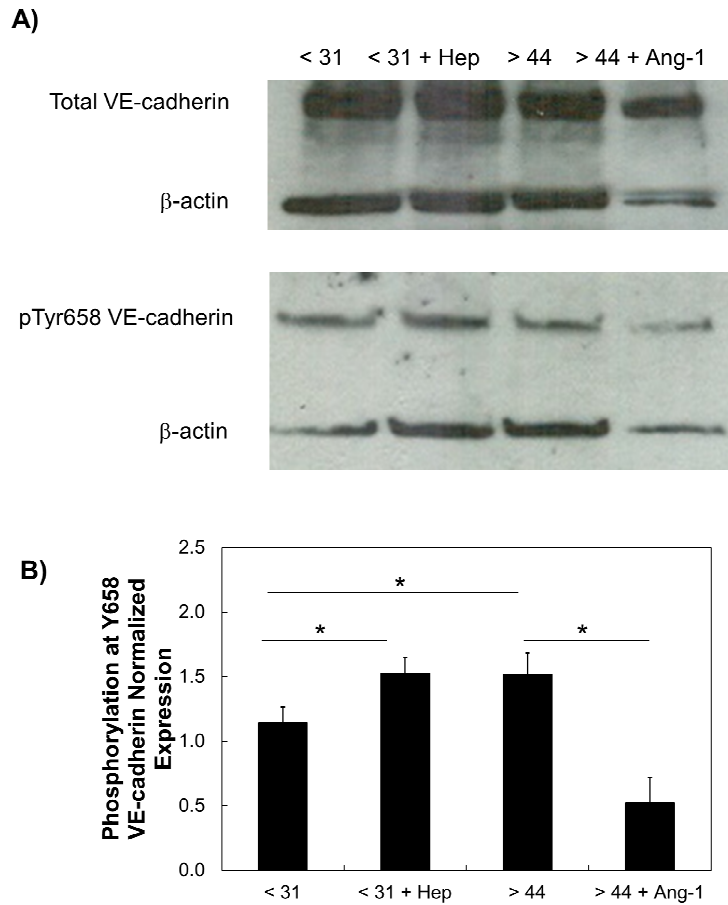 A)
< 31 < 31 + Hep > 44 > 44 + Ang-1
Total VE-cadherin
β-actin
pTyr658 VE-cadherin
β-actin
B)
Phosphorylation at Y658
VE-cadherin Normalized
Expression
2.5
2.0
1.5
1.0
0.5
0.0
*
*
*
< 31 < 31 + Hep > 44 > 44 + Ang-1